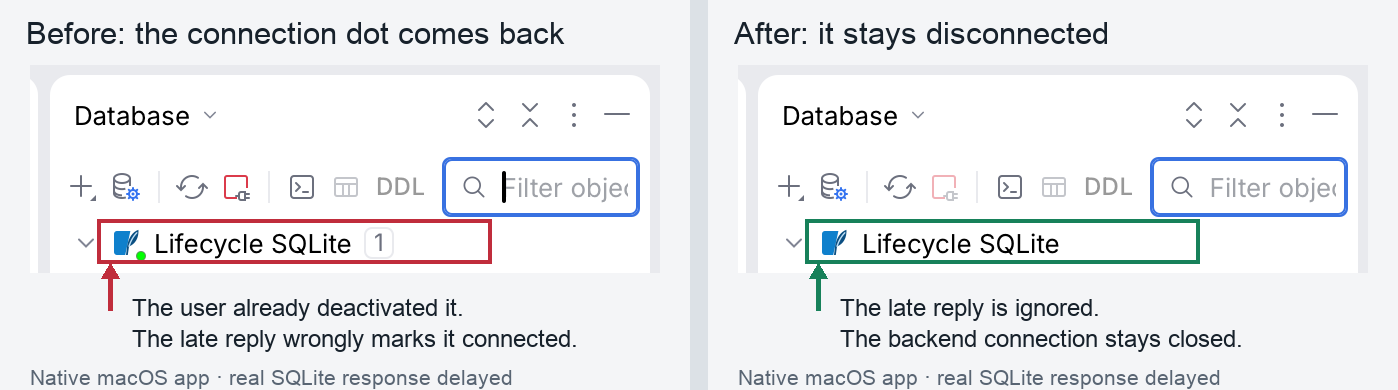 Before: the connection dot comes back
Database
DDL
Filter objec
Lifecycle SQLite 1
The user already deactivated it.
The late reply wrongly marks it connected.
Native macOS app · real SQLite response delayed
After: it stays disconnected
Database
DDL
Filter objec
Lifecycle SQLite
The late reply is ignored.
The backend connection stays closed.
Native macOS app · real SQLite response delayed